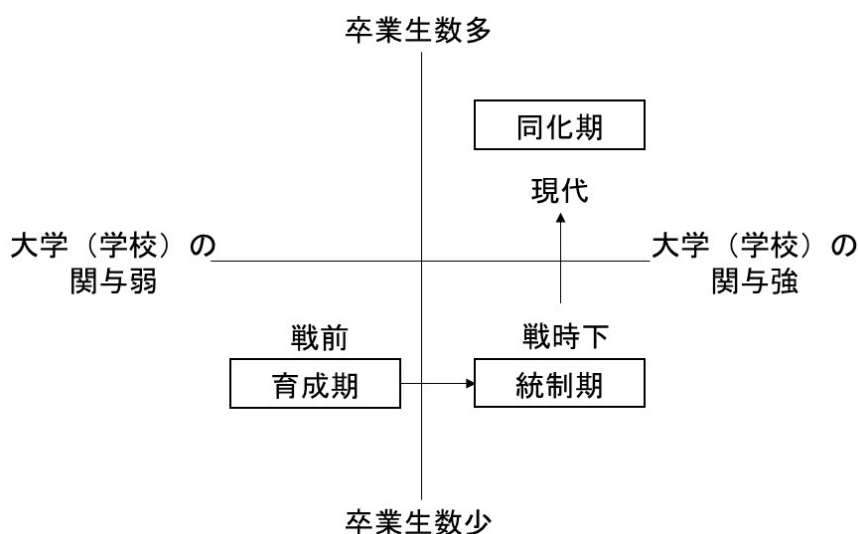 卒業生数多
同化期
現代
大学（学校）の
関与弱
大学（学校）の
関与強
戦前
育成期
戦時下
統制期
卒業生数少